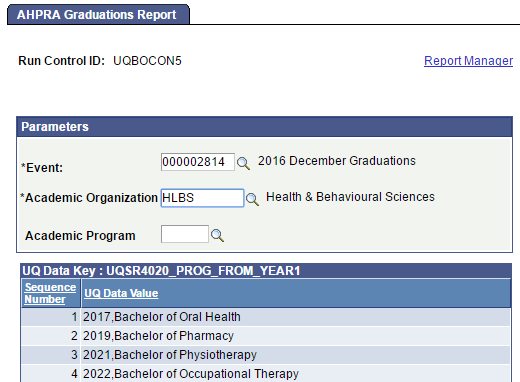 AHPRA Graduations Report
Run Control ID: UQBOCON5 Report Manager
Parameters
*Event: 000002814 2016 December Graduations
*Academic Organization HLBS Health & Behavioural Sciences
Academic Program
UQ Data Key : UQSR4020_PROG_FROM_YEAR1
Sequence Number UQ Data Value
1 2017,Bachelor of Oral Health
2 2019,Bachelor of Pharmacy
3 2021,Bachelor of Physiotherapy
4 2022,Bachelor of Occupational Therapy